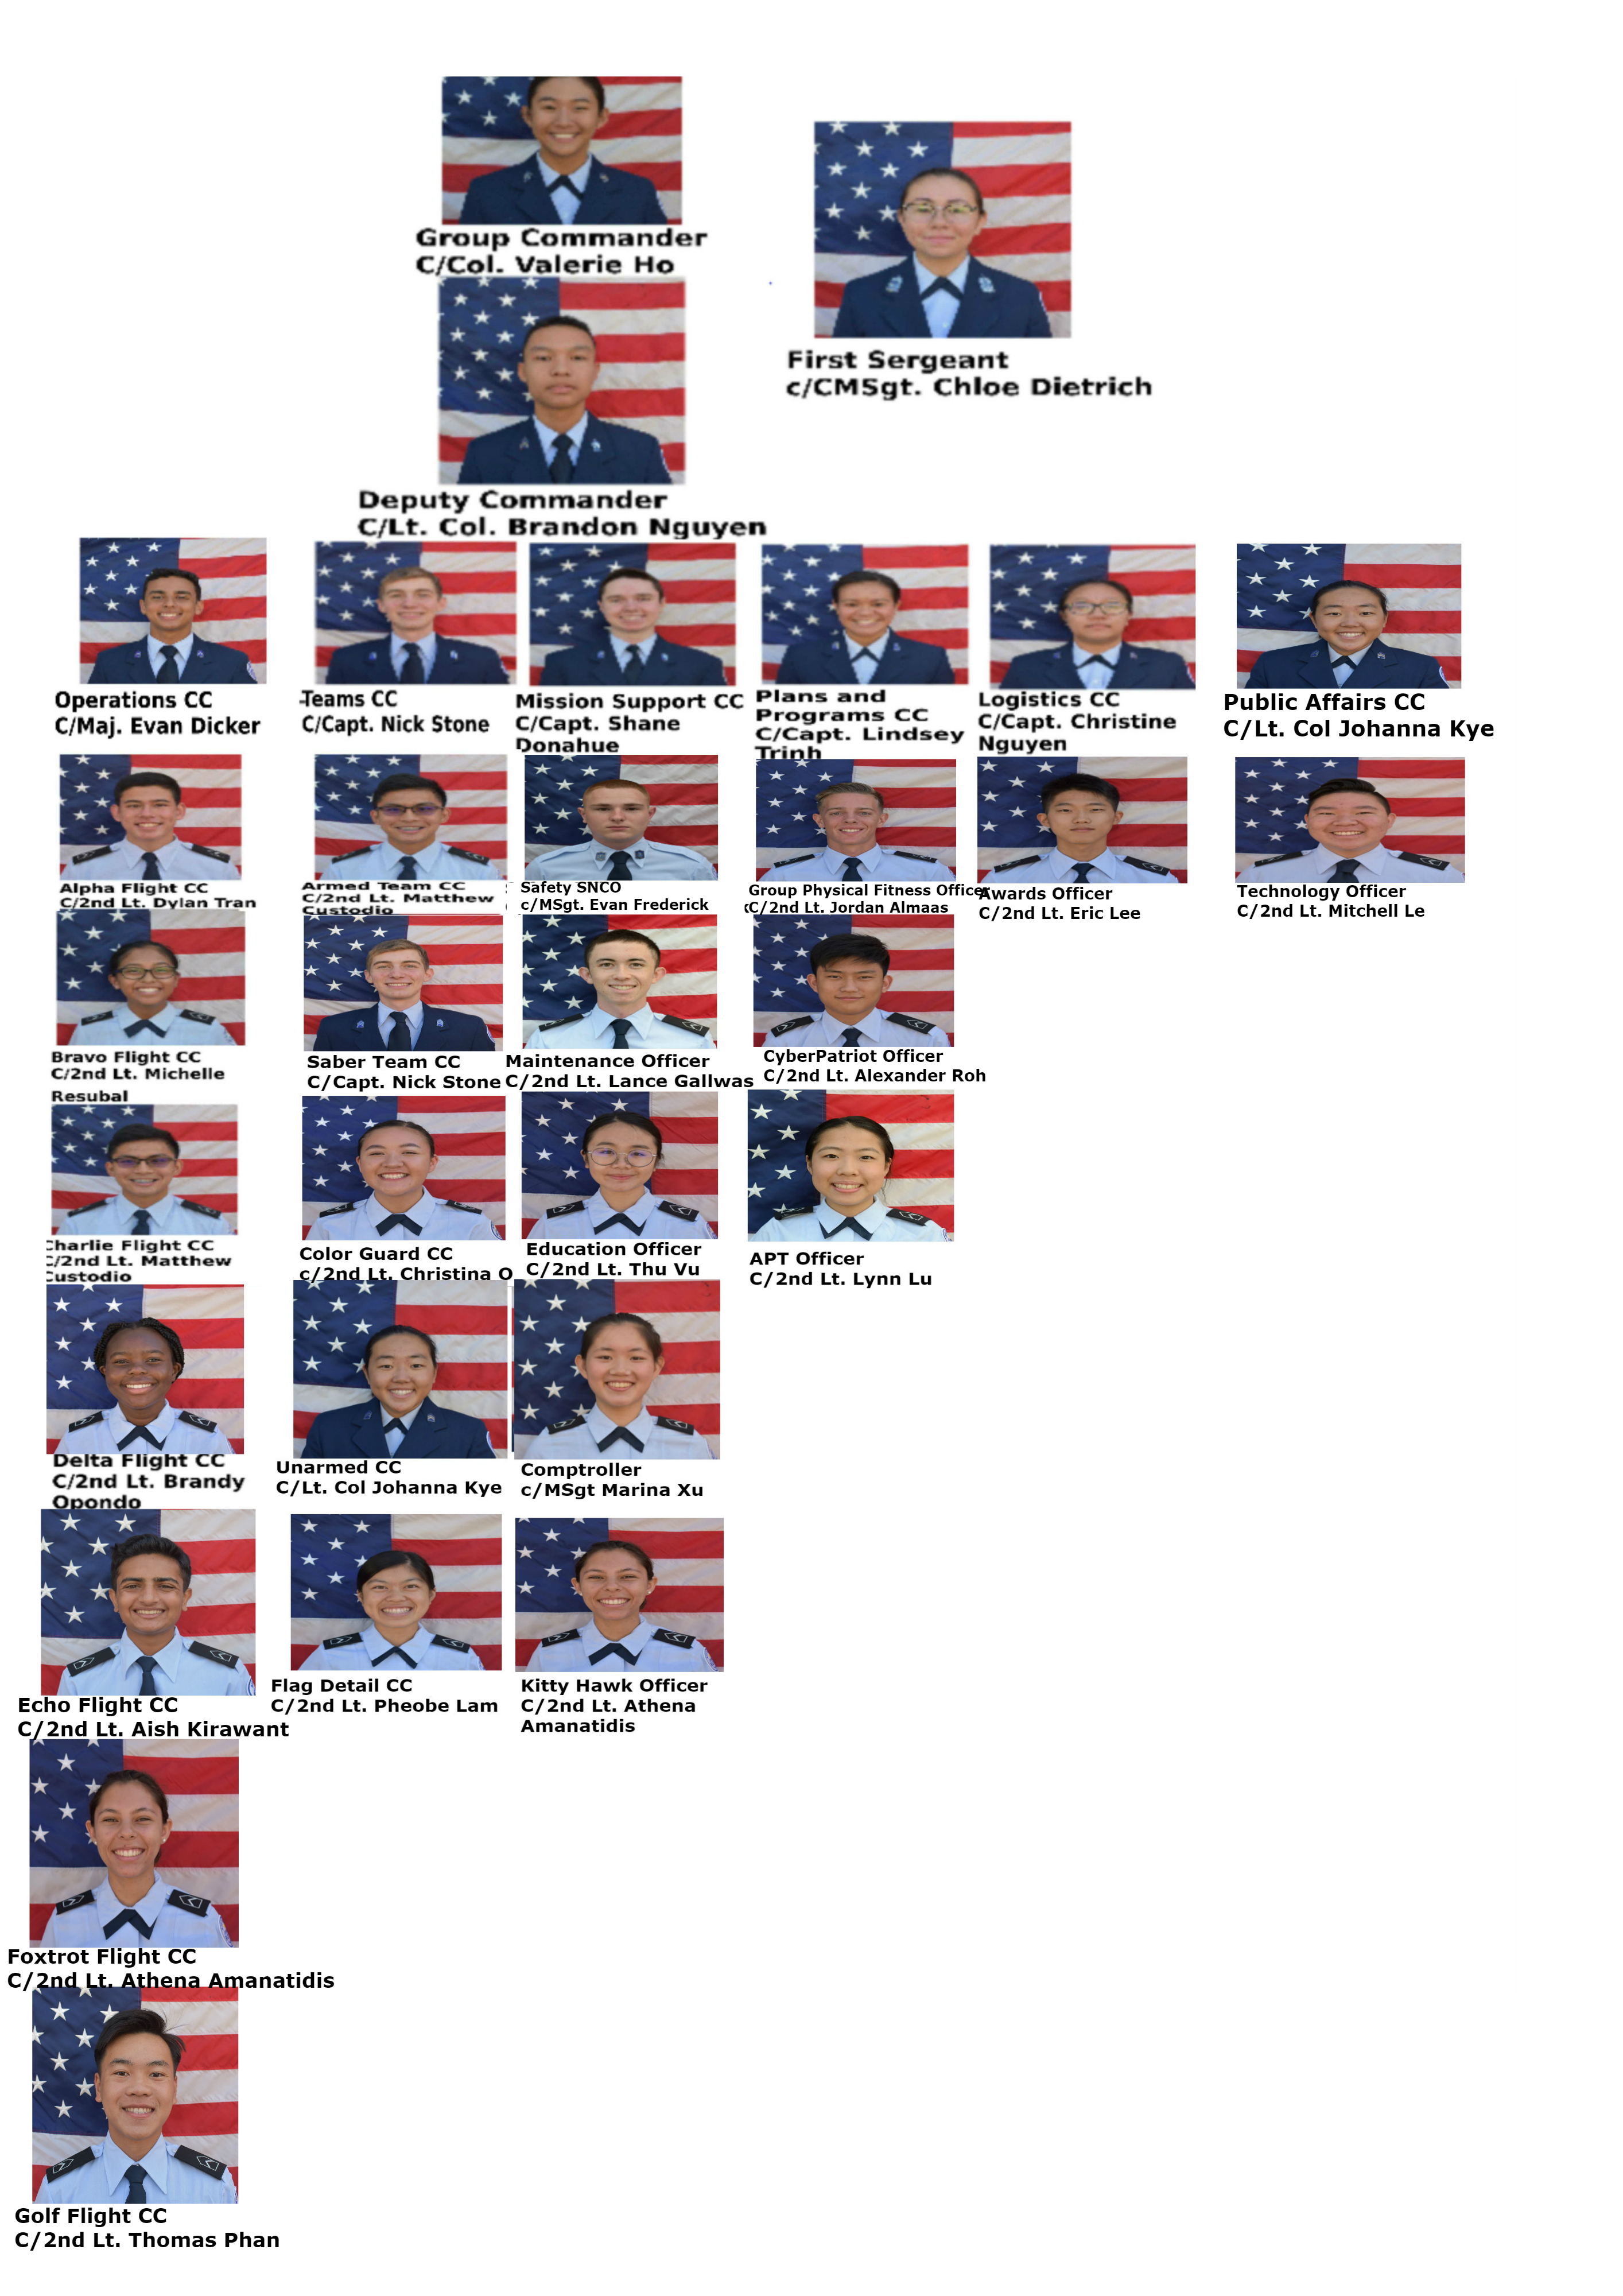 Group Commander
C/Col. Valerie Ho
First Sergeant
c/CMSgt. Chloe Dietrich
Deputy Commander
C/Lt. Col. Brandon Nguyen
Operations CC
C/Maj. Evan Dicker
-Teams CC
C/Capt. Nick Stone
Mission Support CC
C/Capt. Shane
Donahue
Plans and
Programs CC
C/Capt. Lindsey
Trinh
Logistics CC
C/Capt. Christine
Nguyen
Public Affairs CC
C/Lt. Col Johanna Kye
Alpha Flight CC
C/2nd Lt. Dylan Tran
Armed Team CC
C/2nd Lt. Matthew
Custodio
Safety SNCO
c/MSgt. Evan Frederick
Group Physical Fitness Officer
C/2nd Lt. Jordan Almaas
Awards Officer
C/2nd Lt. Eric Lee
Technology Officer
C/2nd Lt. Mitchell Le
Bravo Flight CC
C/2nd Lt. Michelle
Resubal
Saber Team CC
C/Capt. Nick Stone
Maintenance Officer
C/2nd Lt. Lance Gallwas
CyberPatriot Officer
C/2nd Lt. Alexander Roh
Charlie Flight CC
C/2nd Lt. Matthew
Custodio
Color Guard CC
c/2nd Lt. Christina O
Education Officer
C/2nd Lt. Thu Vu
APT Officer
C/2nd Lt. Lynn Lu
Delta Flight CC
C/2nd Lt. Brandy
Opondo
Unarmed CC
C/Lt. Col Johanna Kye
Comptroller
c/MSgt Marina Xu
Echo Flight CC
C/2nd Lt. Aish Kirawant
Flag Detail CC
C/2nd Lt. Pheobe Lam
Kitty Hawk Officer
C/2nd Lt. Athena
Amanatidis
Foxtrot Flight CC
C/2nd Lt. Athena Amanatidis
Golf Flight CC
C/2nd Lt. Thomas Phan